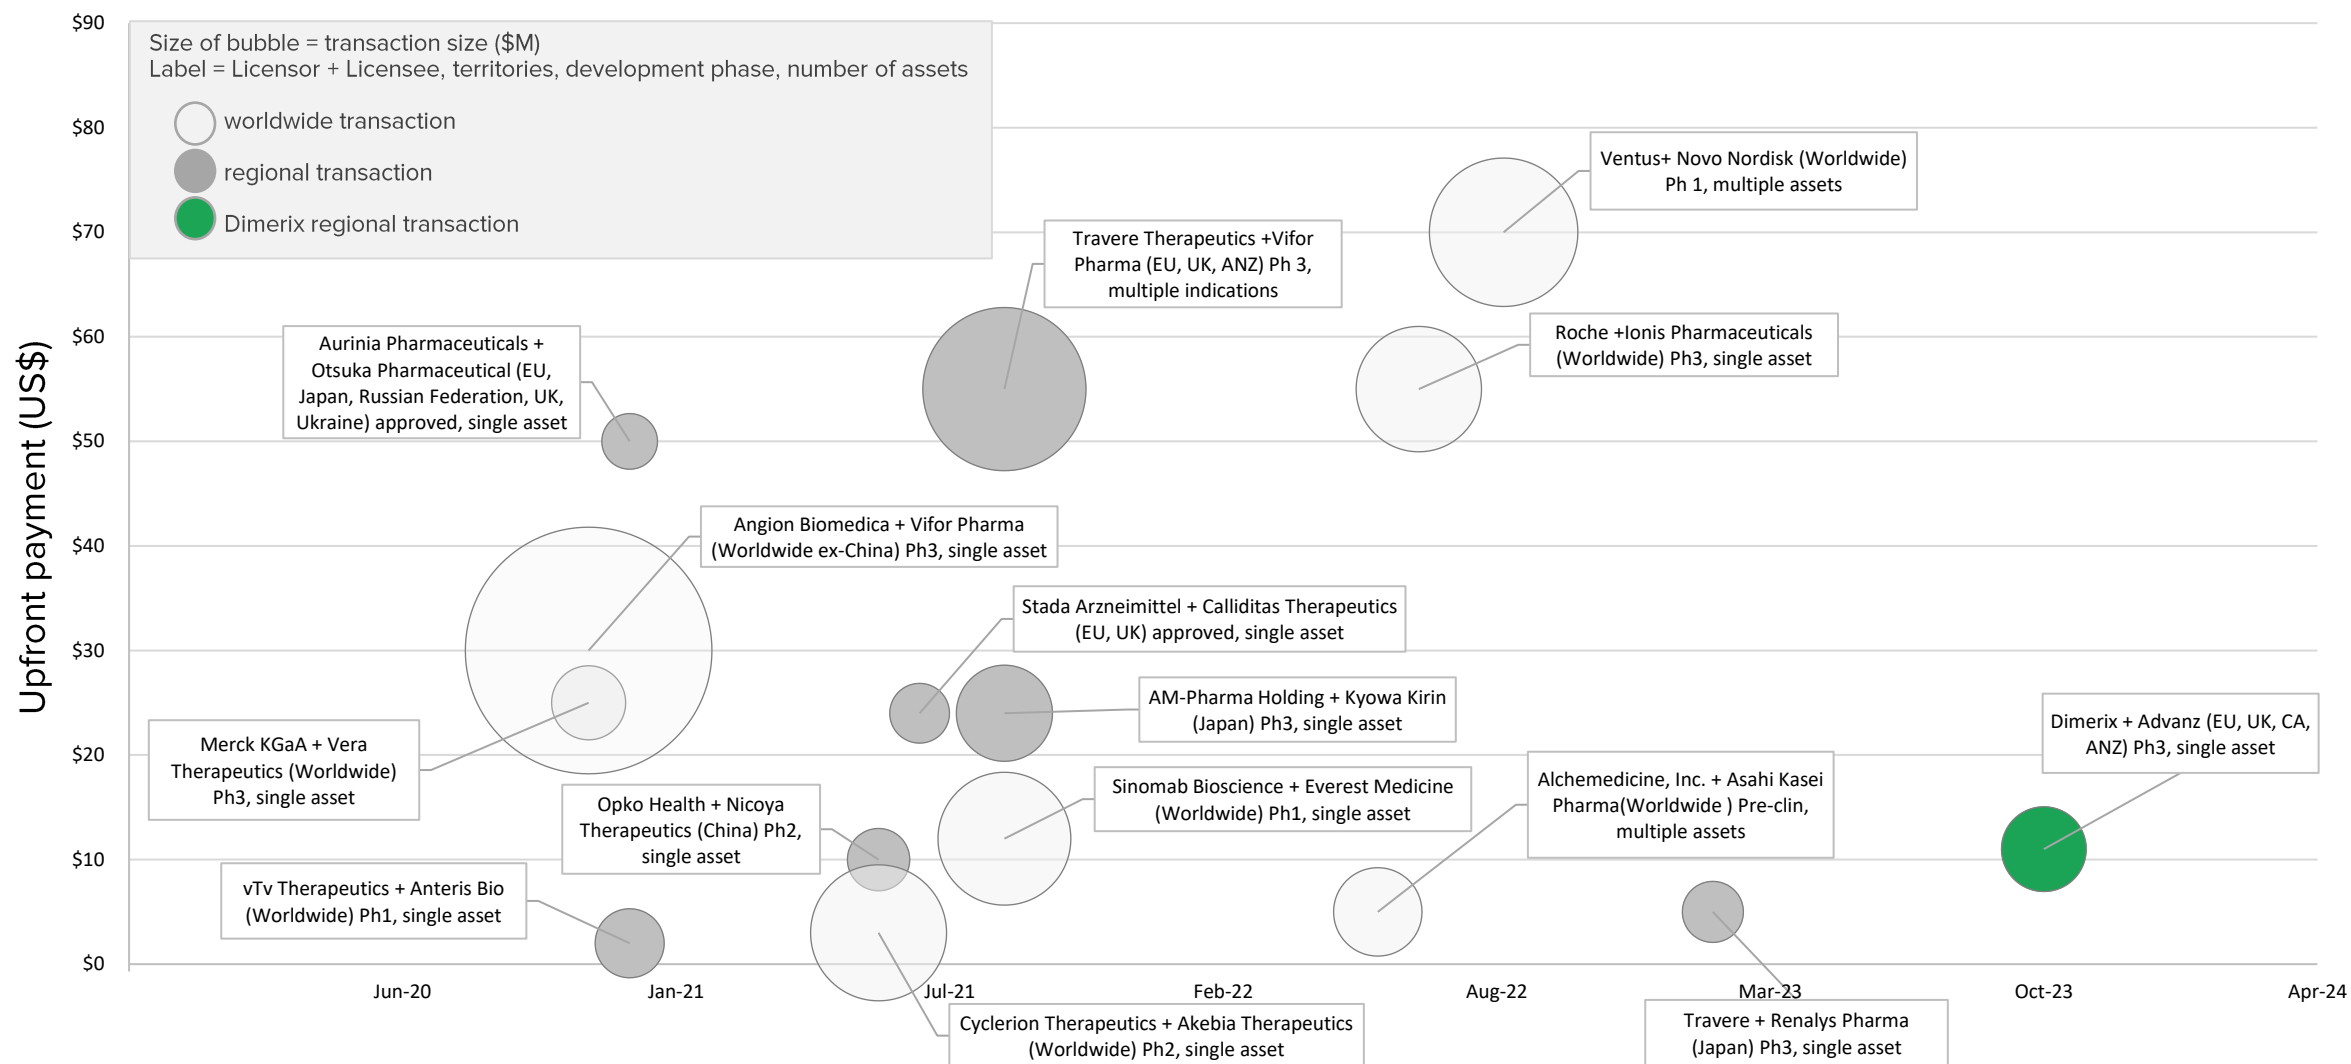 $90
Size of bubble = transaction size ($M)
Label = Licensor + Licensee, territories, development phase, number of assets
worldwide transaction
regional transaction
Dimerix regional transaction
$80
$70
$60
$50
$40
$30
$20
$10
$0
Upfront payment (US$)
Ventus+ Novo Nordisk (Worldwide)
Ph 1, multiple assets
Travere Therapeutics +Vifor
Pharma (EU, UK, ANZ) Ph 3,
multiple indications
Roche +Ionis Pharmaceuticals
(Worldwide) Ph3, single asset
Aurinia Pharmaceuticals +
Otsuka Pharmaceutical (EU,
Japan, Russian Federation, UK,
Ukraine) approved, single asset
Angion Biomedica + Vifor Pharma
(Worldwide ex-China) Ph3, single asset
Stada Arzneimittel + Calliditas Therapeutics
(EU, UK) approved, single asset
AM-Pharma Holding + Kyowa Kirin
(Japan) Ph3, single asset
Dimerix + Advanz (EU, UK, CA,
ANZ) Ph3, single asset
Merck KGaA + Vera
Therapeutics (Worldwide)
Ph3, single asset
Opko Health + Nicoya
Therapeutics (China) Ph2,
single asset
Sinomab Bioscience + Everest Medicine
(Worldwide) Ph1, single asset
Alchemedicine, Inc. + Asahi Kasei
Pharma(Worldwide ) Pre-clin,
multiple assets
vTv Therapeutics + Anteris Bio
(Worldwide) Ph1, single asset
Jun-20
Jan-21
Jul-21
Feb-22
Aug-22
Mar-23
Oct-23
Apr-24
Cyclerion Therapeutics + Akebia Therapeutics
(Worldwide) Ph2, single asset
Travere + Renalys Pharma
(Japan) Ph3, single asset